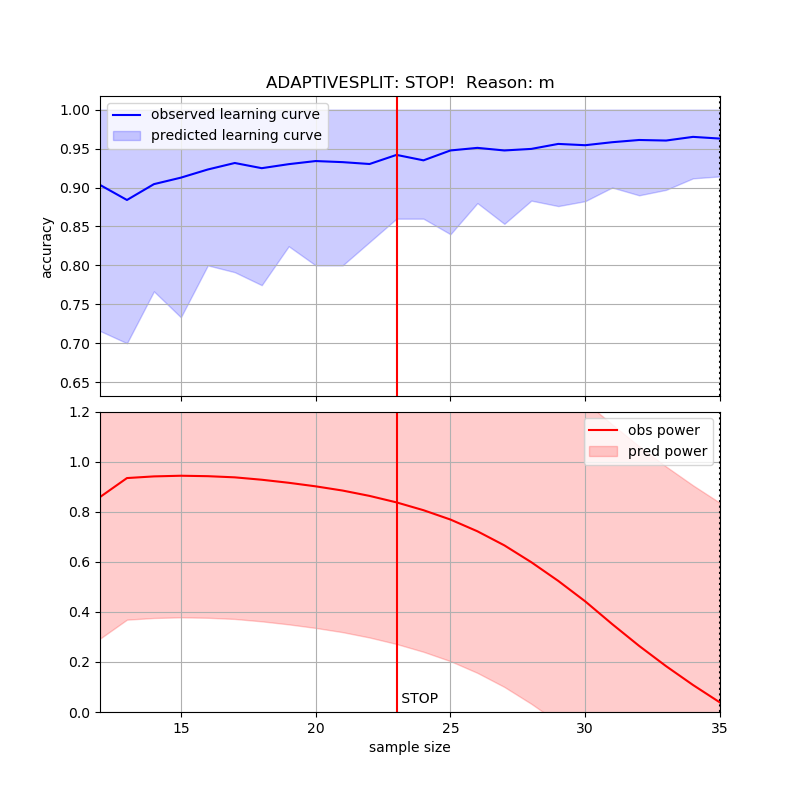 ADAPTIVESPLIT: STOP!  Reason: m
observed learning curve
predicted learning curve
accuracy
1.00
0.95
0.90
0.85
0.80
0.75
0.70
0.65
obs power
pred power
1.2
1.0
0.8
0.6
0.4
0.2
0.0
STOP
15 20 25 30 35
sample size